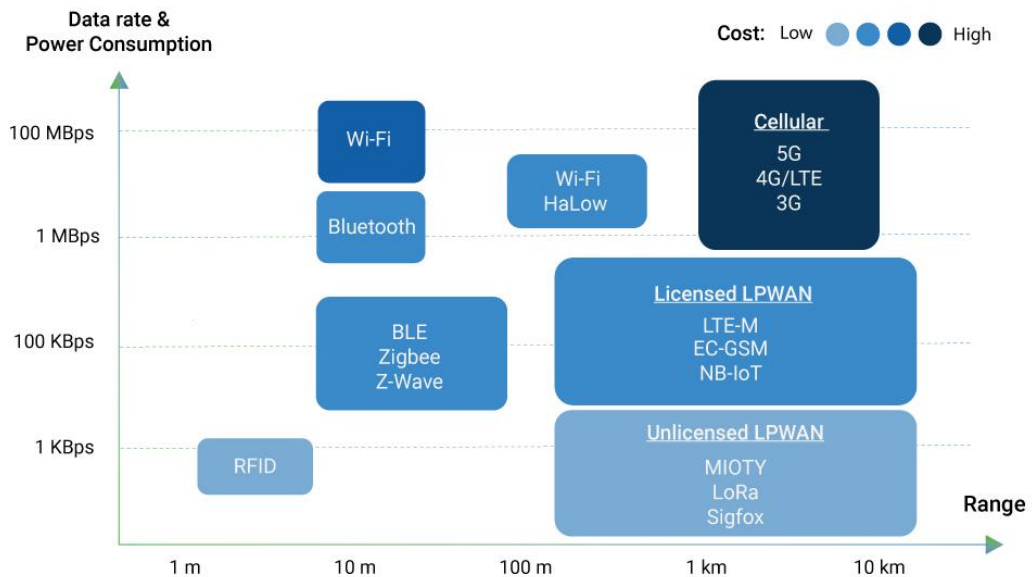 Data rate &
Power Consumption
Cost: Low High
100 MBps
1 MBps
100 KBps
1 KBps
Wi-Fi
Bluetooth
Wi-Fi
HaLow
Cellular
5G
4G/LTE
3G
BLE
Zigbee
Z-Wave
Licensed LPWAN
LTE-M
EC-GSM
NB-IoT
RFID
Unlicensed LPWAN
MIOTY
LoRa
Sigfox
Range
1 m 10 m 100 m 1 km 10 km